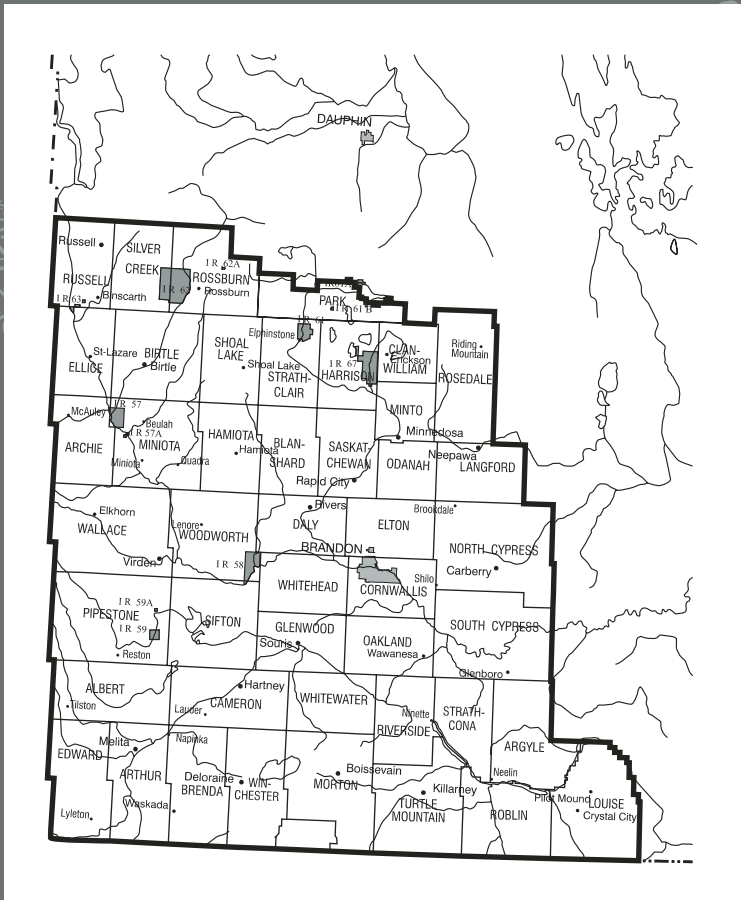 DAUPHIN
Russell
SILVER
CREEK
I R 62A
RUSSELL
I R 62
ROSSBURN
Rossburn
I R 63
Binscarth
PARK
I R 61 B
I R 61
Elphinstone
St-Lazare
BIRTLE
Birtle
ELLICE
SHOAL
LAKE
Shoal Lake
STRATH-
CLAIR
I R 67
HARRISON
CLAN-
Erickson
WILLIAM
Riding
Mountain
ROSEDALE
McAuley
I R 57
Beulah
I R 57A
ARCHIE
MINIOTA
Miniota
Quadra
HAMIOTA
Hamiota
BLAN-
SHARD
SASKAT-
CHEWAN
Rapid City
MINTO
Minnedosa
ODANAH
Neepawa
LANGFORD
Elkhorn
WALLACE
Lenore
WOODWORTH
Rivers
DALY
ELTON
Brookdale
Virden
I R 58
BRANDON
NORTH CYPRESS
Carberry
WHITEHEAD
Shilo
CORNWALLIS
I R 59A
PIPESTONE
I R 59
Reston
SIFTON
GLENWOOD
Souris
OAKLAND
Wawanesa
SOUTH CYPRESS
Glenboro
ALBERT
Tilston
Hartney
Lauder
CAMERON
WHITEWATER
Ninette
RIVERSIDE
STRATH-
CONA
ARGYLE
Melita
Napinka
EDWARD
ARTHUR
Deloraine
BRENDA
WIN-
CHESTER
Boissevain
MORTON
Neelin
Killarney
TURTLE
MOUNTAIN
Pilot Mound
LOUISE
Crystal City
ROBLIN
Waskada
Lyleton